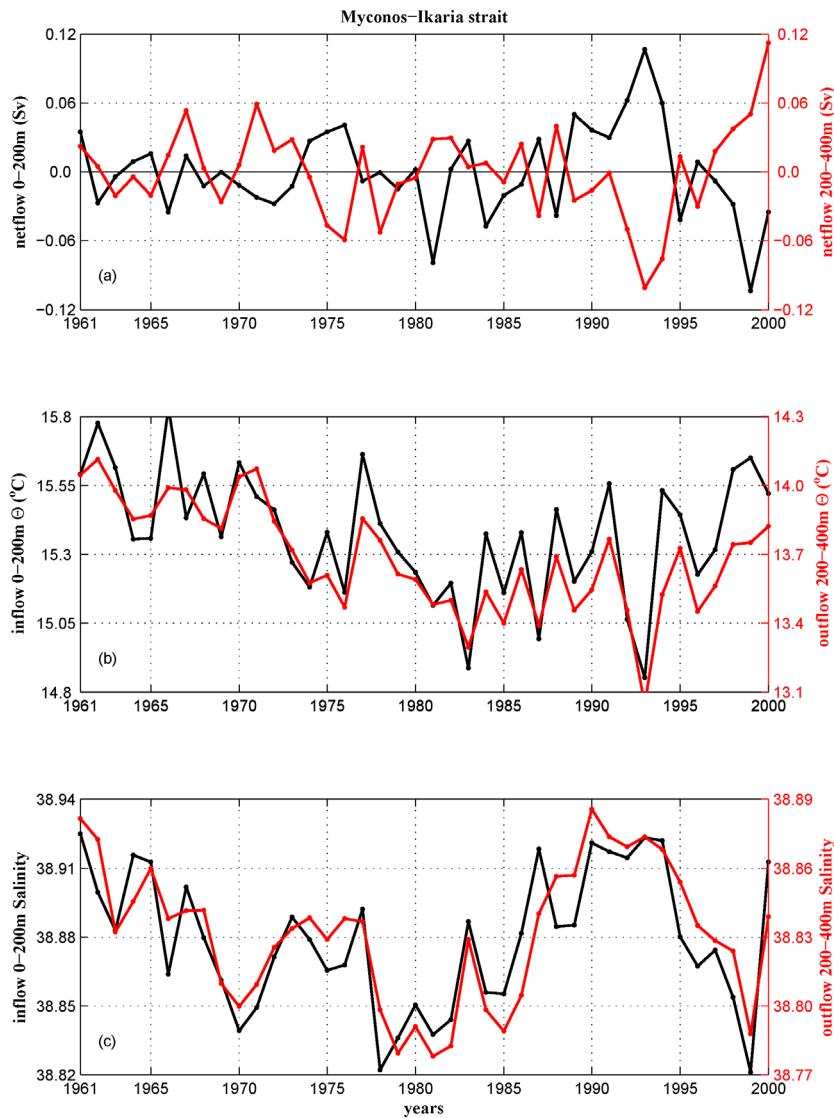 Myconos−Ikaria strait
netflow 0−200m (Sv)
0.12
0.06
0.0
−0.06
−0.12
netflow 200−400m (Sv)
0.12
0.06
0.0
−0.06
−0.12
(a)
1961 1965 1970 1975 1980 1985 1990 1995 2000
inflow 0−200m Θ (°C)
15.8
15.55
15.3
15.05
14.8
outflow 200−400m Θ (°C)
14.3
14.0
13.7
13.4
13.1
(b)
1961 1965 1970 1975 1980 1985 1990 1995 2000
inflow 0−200m Salinity
38.94
38.91
38.88
38.85
38.82
outflow 200−400m Salinity
38.89
38.86
38.83
38.80
38.77
(c)
1961 1965 1970 1975 1980 1985 1990 1995 2000
years